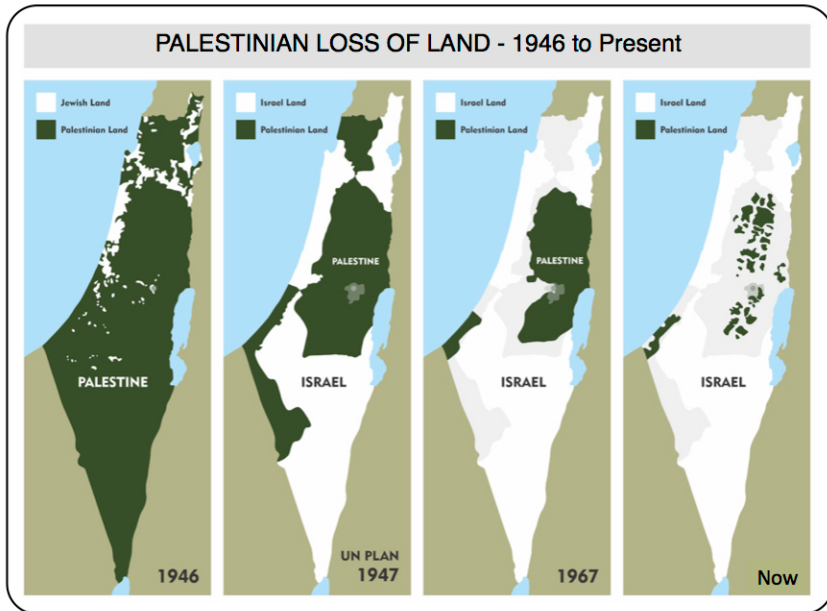 PALESTINIAN LOSS OF LAND - 1946 to Present
Jewish Land
Palestinian Land
PALESTINE
1946
Israel Land
Palestinian Land
PALESTINE
ISRAEL
UN PLAN
1947
Israel Land
Palestinian Land
PALESTINE
ISRAEL
1967
Israel Land
Palestinian Land
ISRAEL
Now